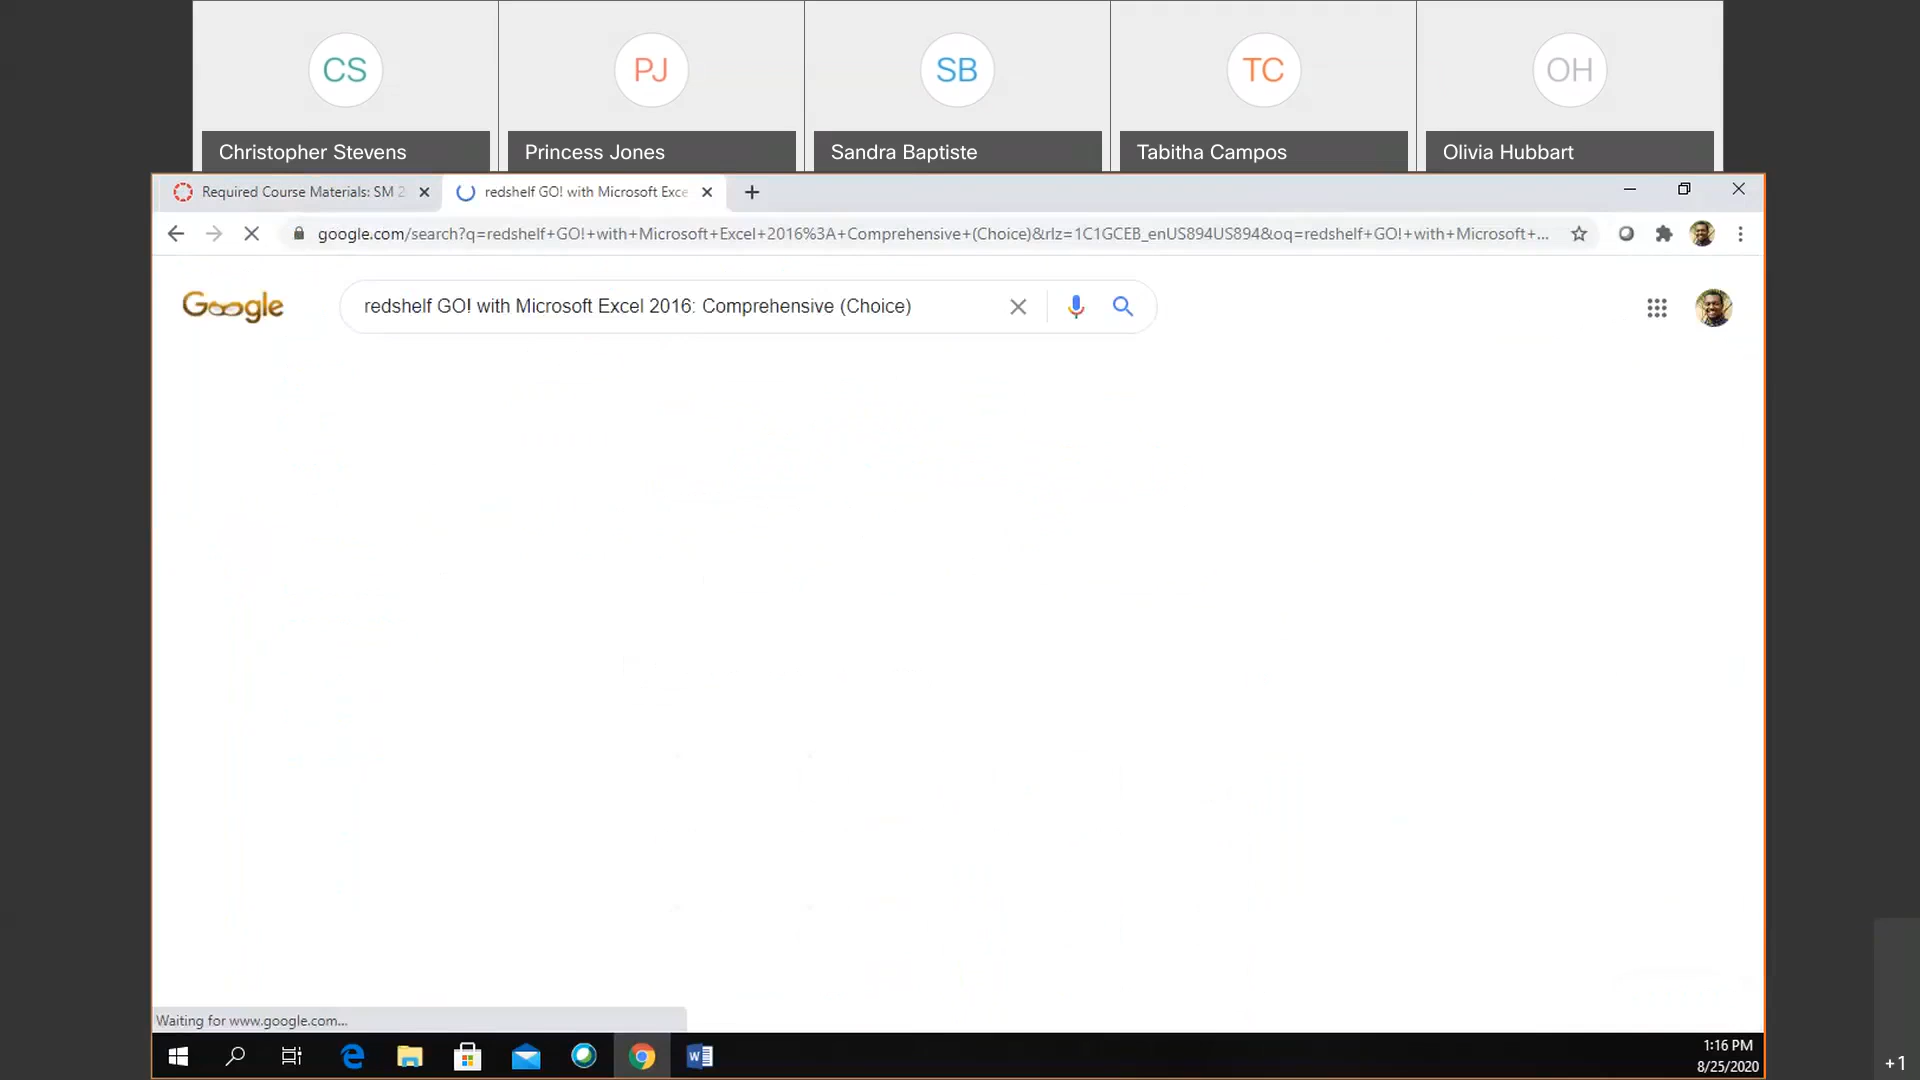 CS
PJ
SB
TC
OH
Christopher Stevens
Princess Jones
Sandra Baptiste
Tabitha Campos
Olivia Hubbart
Required Course Materials: SM 2
redshelf GO! with Microsoft Exce
google.com/search?q=redshelf+GO!+with+Microsoft+Excel+2016%3A+Comprehensive+(Choice)&rlz=1C1GCEB_enUS894US894&oq=redshelf+GO!+with+Microsoft+...
Google
redshelf GO! with Microsoft Excel 2016: Comprehensive (Choice)
Waiting for www.google.com...
1:16 PM
8/25/2020
+1